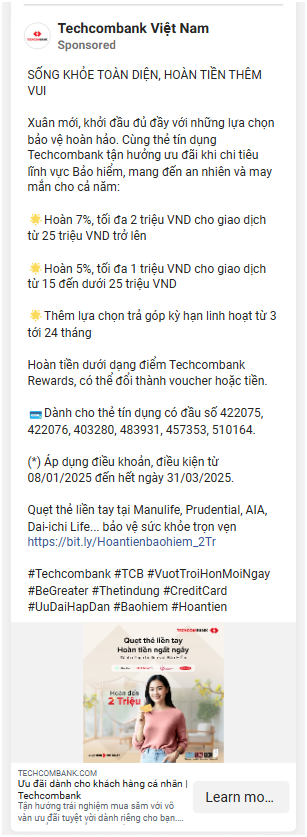 Techcombank Việt Nam
Sponsored
SỐNG KHỎE TOÀN DIỆN, HOÀN TIỀN THÊM
VUI
Xuân mới, khởi đầu đủ đầy với những lựa chọn
bảo vệ hoàn hảo. Cùng thẻ tín dụng
Techcombank tận hưởng ưu đãi khi chi tiêu
lĩnh vực Bảo hiểm, mang đến an nhiên và may
mắn cho cả năm:
🌟 Hoàn 7%, tối đa 2 triệu VND cho giao dịch
từ 25 triệu VND trở lên
🌟 Hoàn 5%, tối đa 1 triệu VND cho giao dịch
từ 15 đến dưới 25 triệu VND
🌟 Thêm lựa chọn trả góp kỳ hạn linh hoạt từ 3
tới 24 tháng
Hoàn tiền dưới dạng điểm Techcombank
Rewards, có thể đổi thành voucher hoặc tiền.
💳 Dành cho thẻ tín dụng có đầu số 422075,
422076, 403280, 483931, 457353, 510164.
(*) Áp dụng điều khoản, điều kiện từ
08/01/2025 đến hết ngày 31/03/2025.
Quẹt thẻ liền tay tại Manulife, Prudential, AIA,
Dai-ichi Life... bảo vệ sức khỏe trọn vẹn
https://bit.ly/Hoantienbaohiem_2Tr
#Techcombank #TCB #VuotTroiHonMoiNgay
#BeGreater #Thetindung #CreditCard
#UuDaiHapDan #Baohiem #Hoantien
TECHCOMBANK
Quẹt thẻ liền tay
Hoàn tiền ngất ngây
Hoàn đến
2 Triệu
TECHCOMBANK.COM
Ưu đãi dành cho khách hàng cá nhân |
Techcombank
Tận hưởng trải nghiệm mua sắm với vô
vàn ưu đãi tuyệt vời dành riêng cho bạn....
Learn mo...